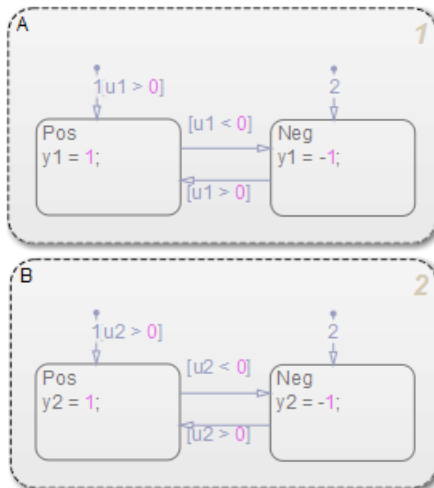 A
1
1[u1 > 0]
2
Pos
y1 = 1;
[u1 < 0]
[u1 > 0]
Neg
y1 = -1;
B
2
1[u2 > 0]
2
Pos
y2 = 1;
[u2 < 0]
[u2 > 0]
Neg
y2 = -1;